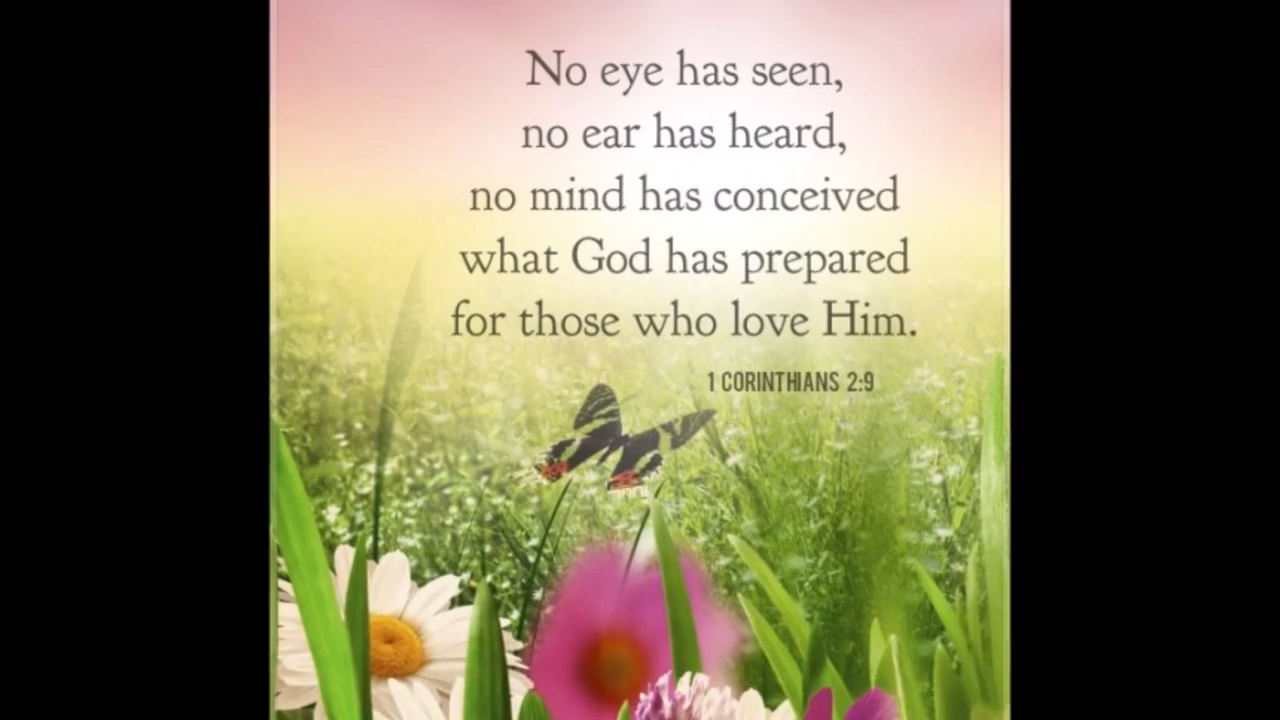 No eye has seen,
no ear has heard,
no mind has conceived
what God has prepared
for those who love Him.
1 CORINTHIANS 2:9